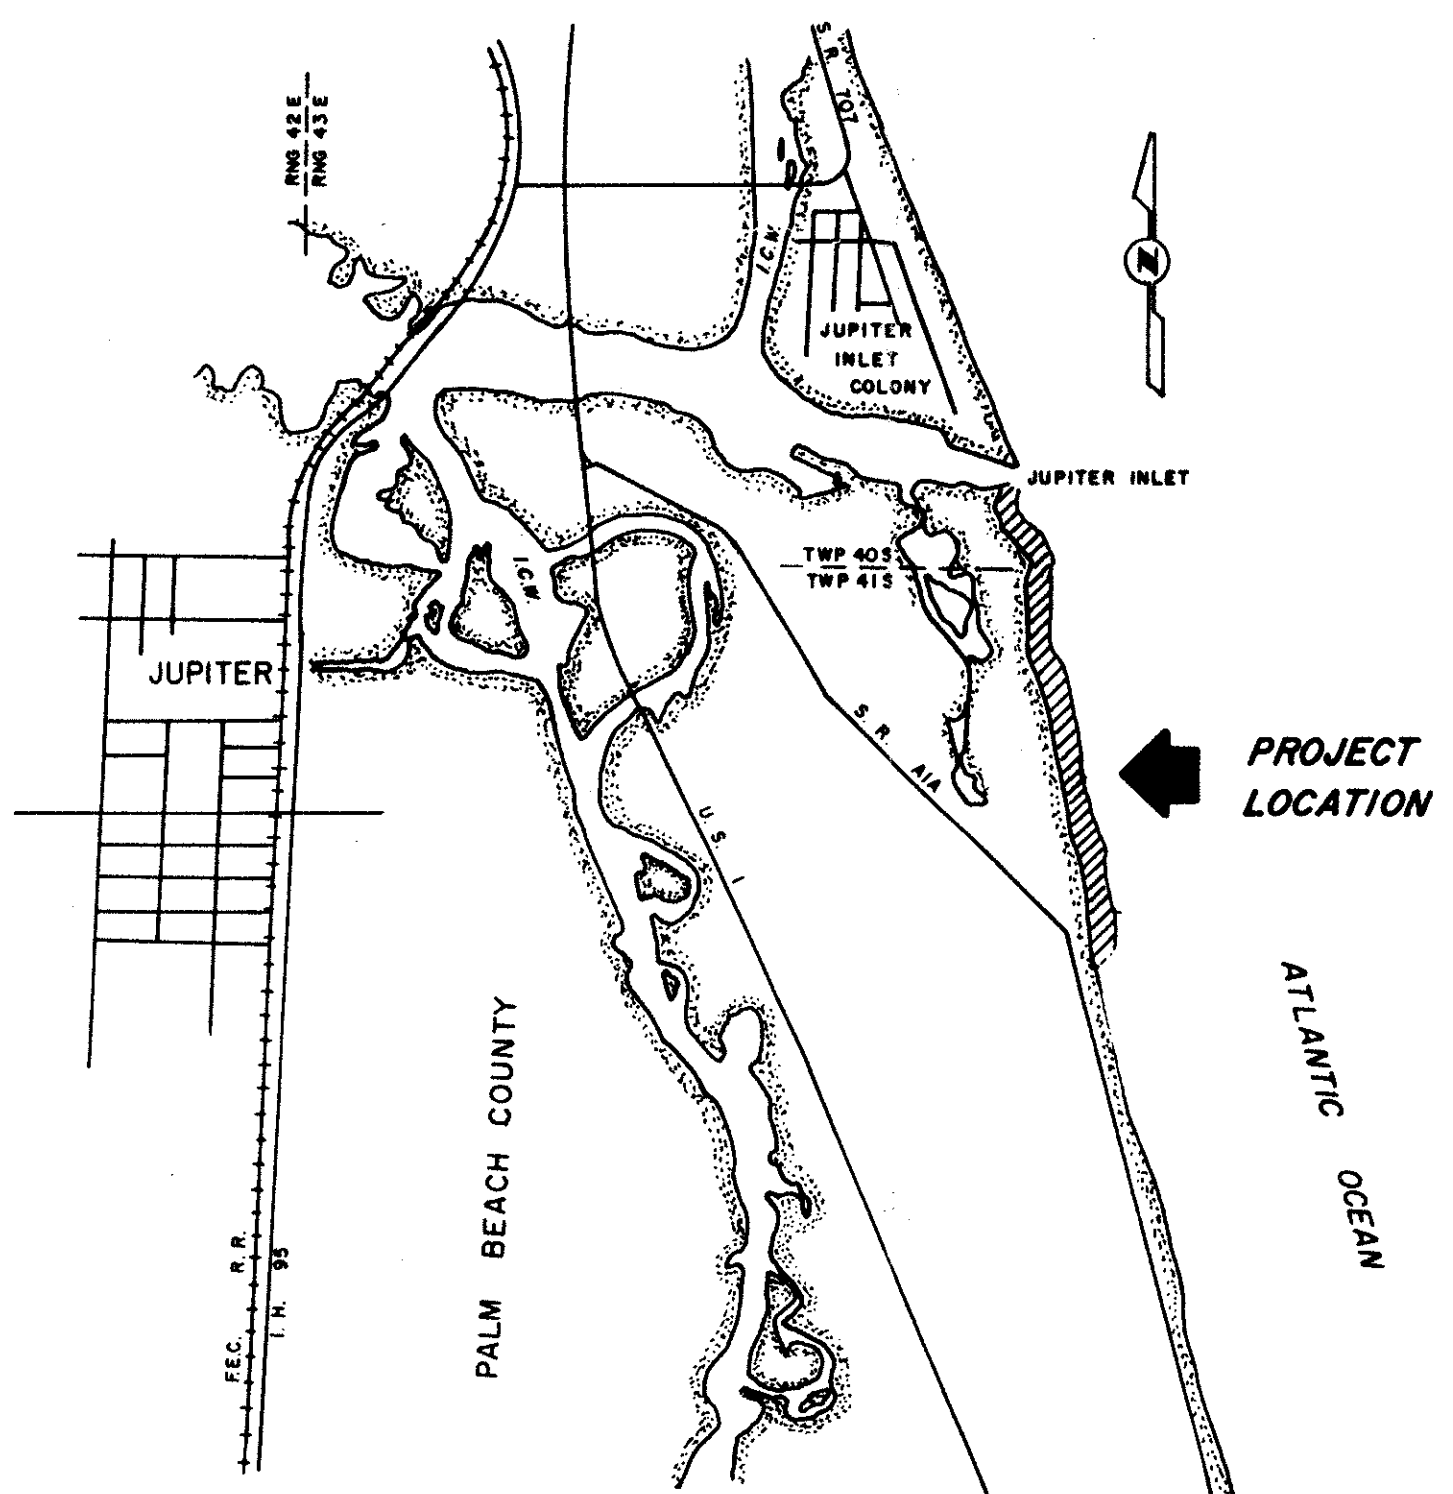 S R 707
RNG 42 E
RNG 43 E
I.C.W.
N
JUPITER
INLET
COLONY
JUPITER INLET
TWP 40 S
TWP 41 S
I.C.W.
JUPITER
S. R. A1A
PROJECT
LOCATION
U. S. 1
ATLANTIC OCEAN
PALM BEACH COUNTY
F.E.C. R. R.
I. H. 95